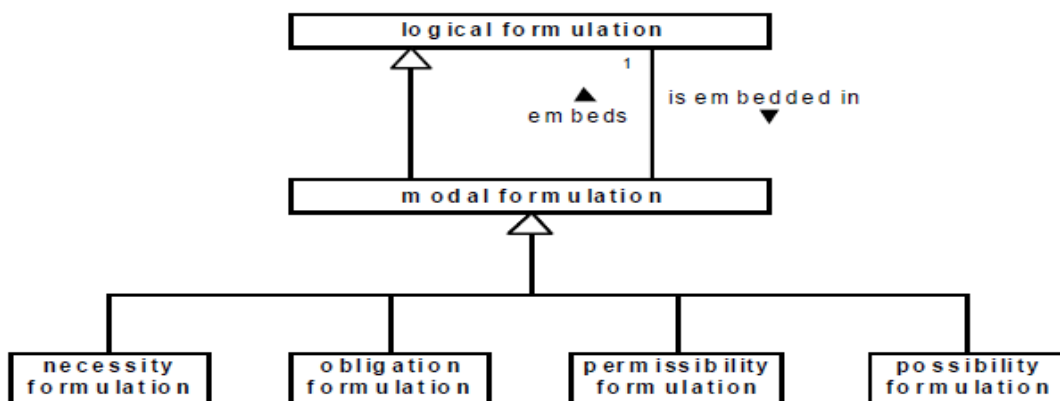 logical formulation
1
embeds
is embedded in
modal formulation
necessity
formulation
obligation
formulation
permissibility
formulation
possibility
formulation